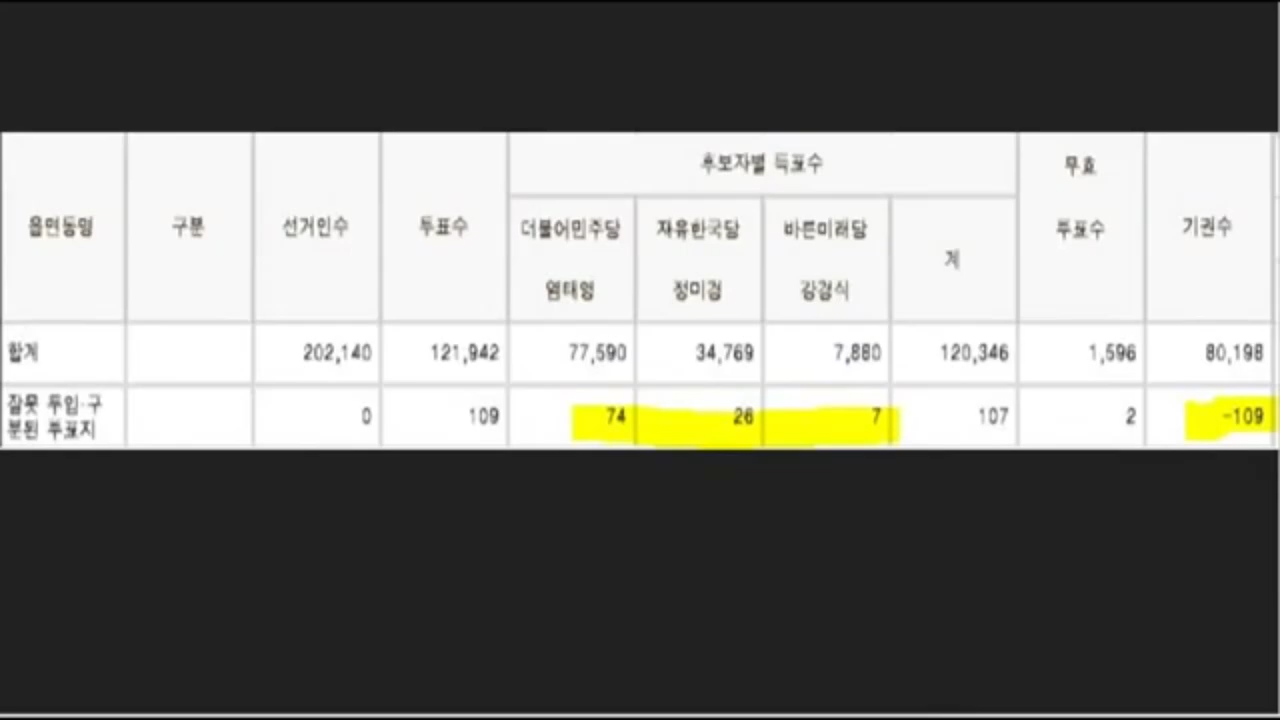 읍면동명 구분 선거인수 투표수 후보자별 득표수 무효 투표수 기권수
더불어민주당 자유한국당 바른미래당 계
염태영 정미경 강경식
합계 202,140 121,942 77,590 34,769 7,880 120,346 1,596 80,198
잘못 투입·구 0 109 74 26 7 107 2 -109
분된 투표지